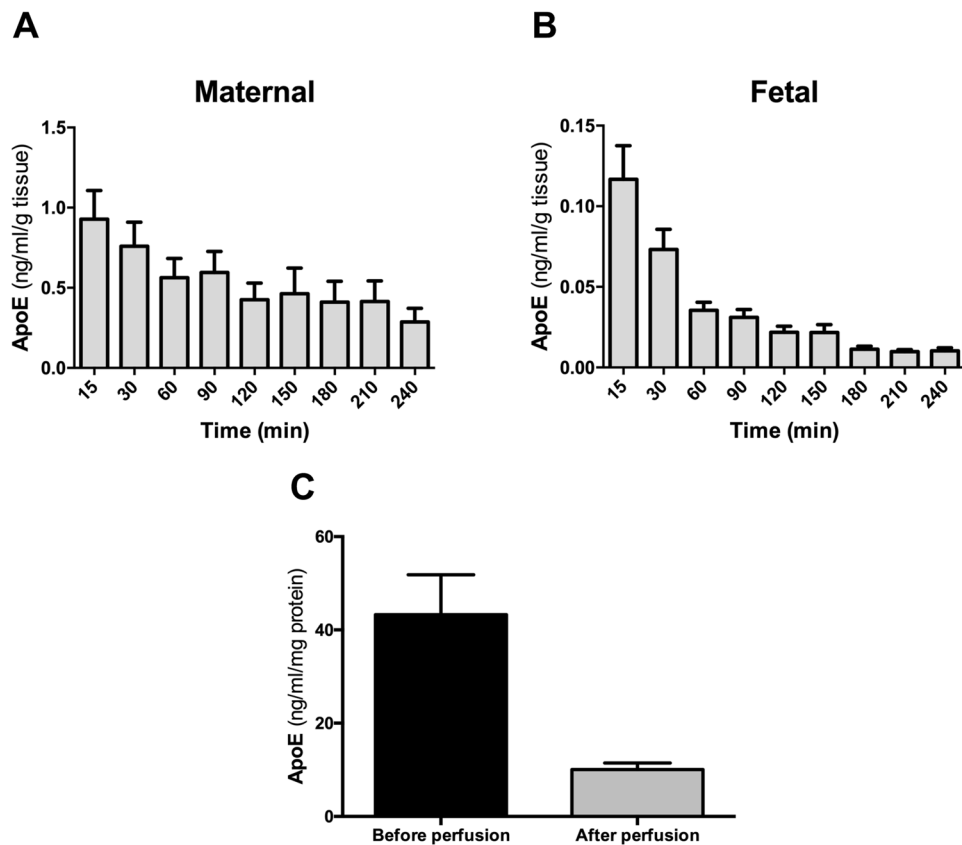 A
Maternal
ApoE (ng/ml/g tissue)
1.5
1.0
0.5
0.0
15 30 60 90 120 150 180 210 240
Time (min)
B
Fetal
ApoE (ng/ml/g tissue)
0.15
0.10
0.05
0.00
15 30 60 90 120 150 180 210 240
Time (min)
C
ApoE (ng/ml/mg protein)
60
40
20
0
Before perfusion After perfusion